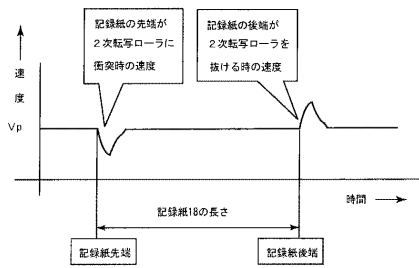 記録紙の先端が
2次転写ローラに
衝突時の速度
記録紙の後端が
2次転写ローラを
抜ける時の速度
速度
Vp
時間
記録紙18の長さ
記録紙先端
記録紙後端